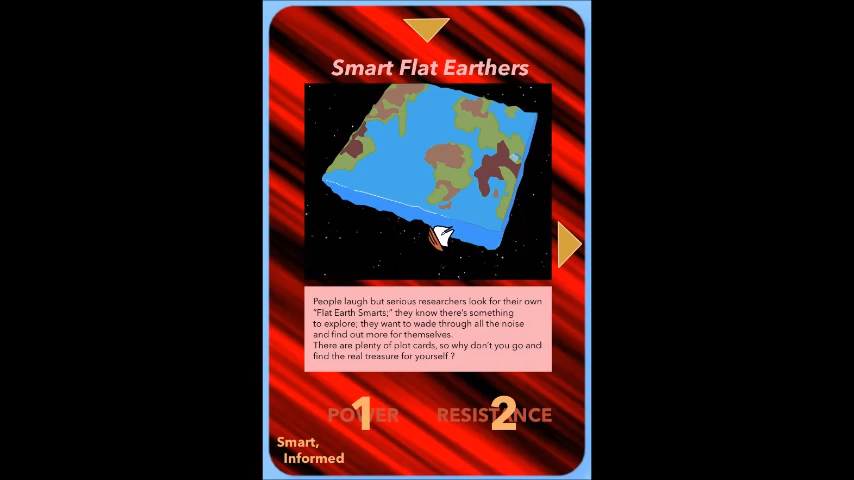 Smart Flat Earthers
People laugh but serious researchers look for their own
“Flat Earth Smarts;” they know there’s something
to explore; they want to wade through all the noise
and find out more for themselves.
There are plenty of plot cards, so why don’t you go and
find the real treasure for yourself ?
POWER 1 RESISTANCE 2
Smart,
Informed